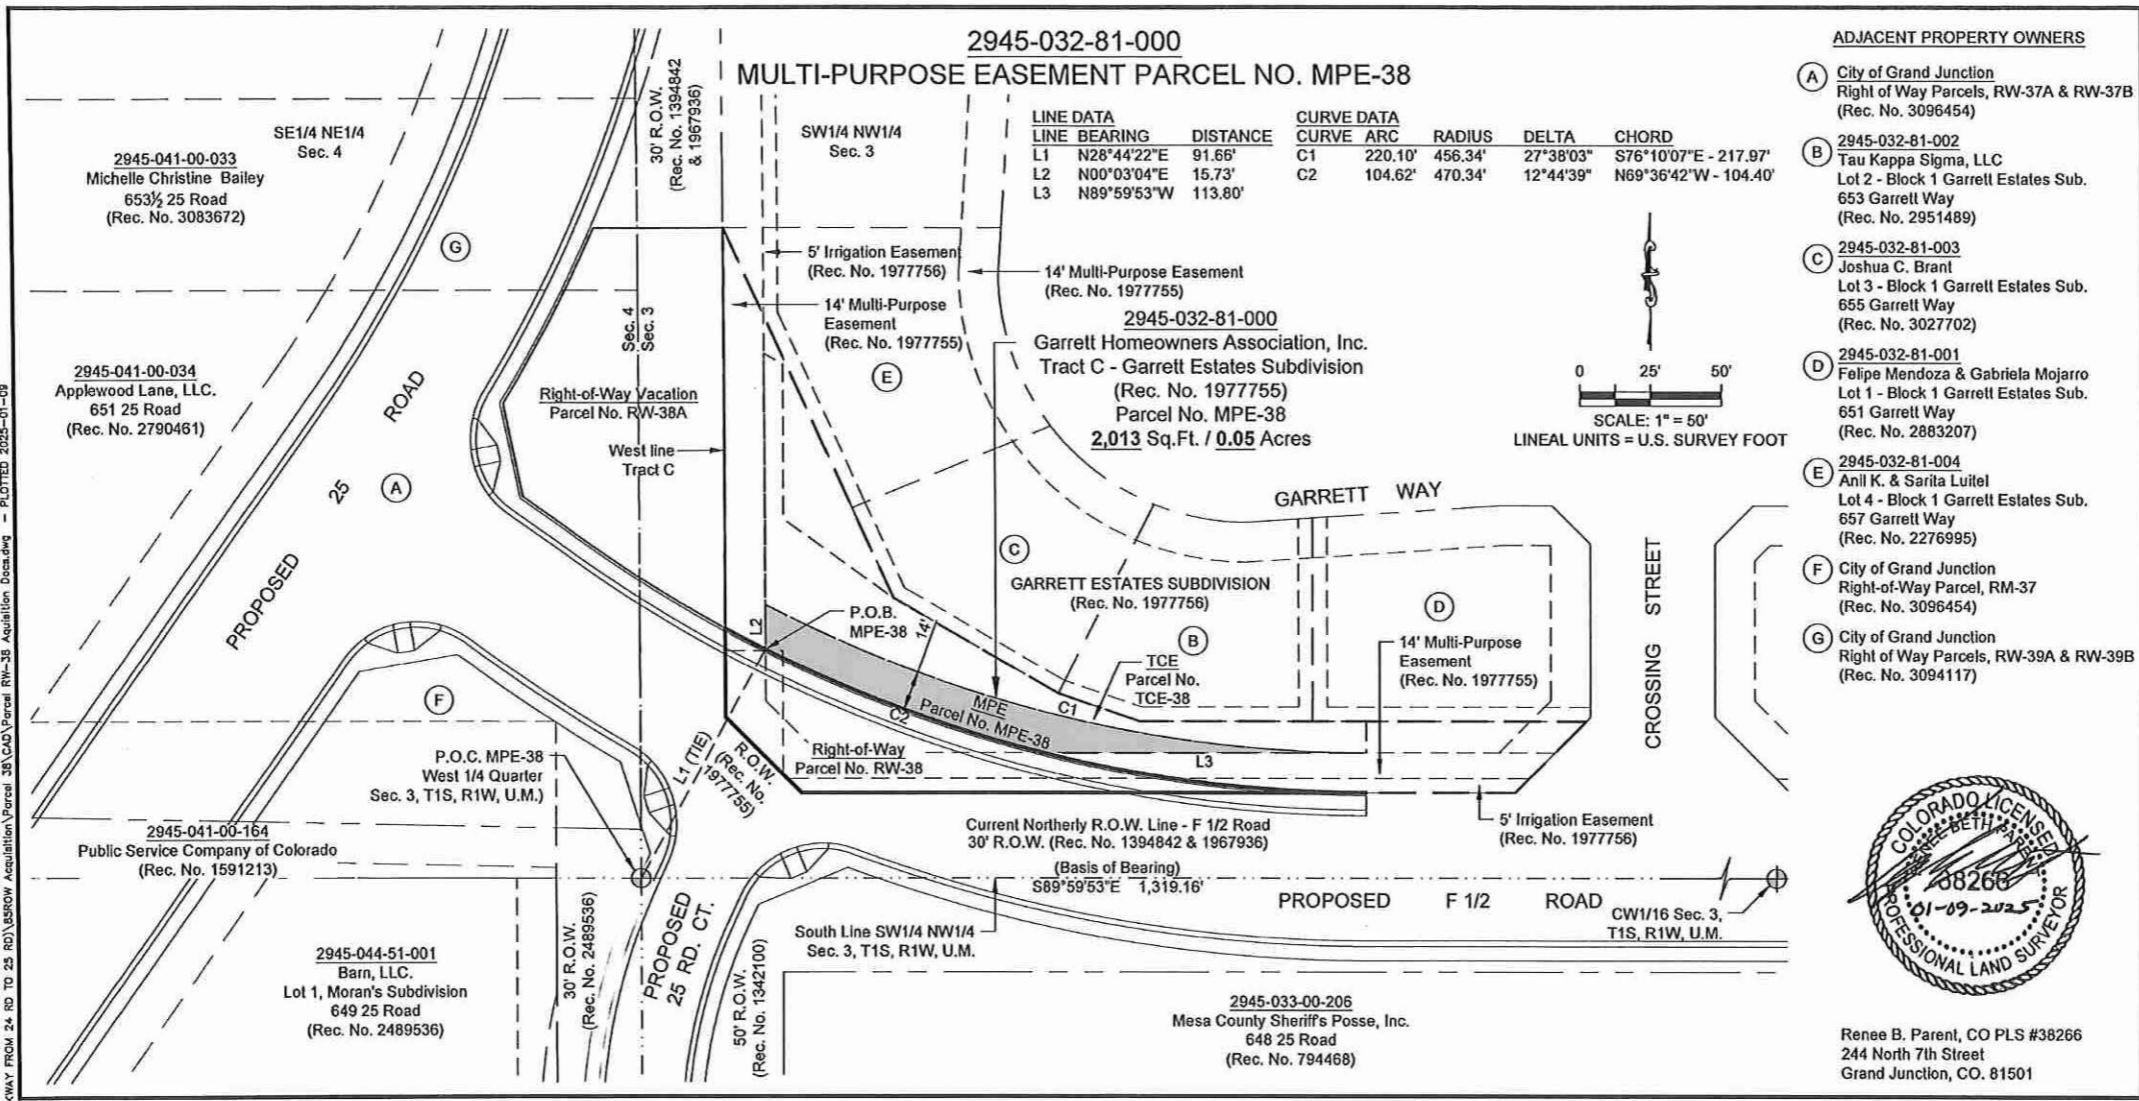 2945-032-81-000
MULTI-PURPOSE EASEMENT PARCEL NO. MPE-38
LINE DATA
LINE BEARING DISTANCE
L1 N28°44'22"E 91.66'
L2 N00°03'04"E 15.73'
L3 N89°59'53"W 113.80'
CURVE DATA
CURVE ARC RADIUS DELTA CHORD
C1 220.10' 456.34' 27°38'03" S76°10'07"E - 217.97'
C2 104.62' 470.34' 12°44'39" N69°36'42"W - 104.40'
ADJACENT PROPERTY OWNERS
A City of Grand Junction
Right of Way Parcels, RW-37A & RW-37B
(Rec. No. 3096454)
B 2945-032-81-002
Tau Kappa Sigma, LLC
Lot 2 - Block 1 Garrett Estates Sub.
653 Garrett Way
(Rec. No. 2951489)
C 2945-032-81-003
Joshua C. Brant
Lot 3 - Block 1 Garrett Estates Sub.
655 Garrett Way
(Rec. No. 3027702)
D 2945-032-81-001
Felipe Mendoza & Gabriela Mojarro
Lot 1 - Block 1 Garrett Estates Sub.
651 Garrett Way
(Rec. No. 2883207)
E 2945-032-81-004
Anil K. & Sarita Luitel
Lot 4 - Block 1 Garrett Estates Sub.
657 Garrett Way
(Rec. No. 2276995)
F City of Grand Junction
Right-of-Way Parcel, RM-37
(Rec. No. 3096454)
G City of Grand Junction
Right of Way Parcels, RW-39A & RW-39B
(Rec. No. 3094117)
SE1/4 NE1/4
Sec. 4
30' R.O.W.
(Rec. No. 1394842
& 1967936)
SW1/4 NW1/4
Sec. 3
2945-041-00-033
Michelle Christine Bailey
653½ 25 Road
(Rec. No. 3083672)
G
5' Irrigation Easement
(Rec. No. 1977756)
14' Multi-Purpose Easement
(Rec. No. 1977755)
14' Multi-Purpose
Easement
(Rec. No. 1977755)
2945-032-81-000
Garrett Homeowners Association, Inc.
Tract C - Garrett Estates Subdivision
(Rec. No. 1977755)
Parcel No. MPE-38
2,013 Sq.Ft. / 0.05 Acres
0 25' 50'
SCALE: 1" = 50'
LINEAL UNITS = U.S. SURVEY FOOT
Sec. 4
Sec. 3
E
2945-041-00-034
Applewood Lane, LLC.
651 25 Road
(Rec. No. 2790461)
Right-of-Way Vacation
Parcel No. RW-38A
West line
Tract C
PROPOSED 25 ROAD
A
GARRETT WAY
C
GARRETT ESTATES SUBDIVISION
(Rec. No. 1977756)
CROSSING STREET
D
B
L2
P.O.B.
MPE-38
14'
14' Multi-Purpose
Easement
(Rec. No. 1977755)
TCE
Parcel No.
TCE-38
C1
C2
MPE
Parcel No. MPE-38
L3
F
Right-of-Way
Parcel No. RW-38
P.O.C. MPE-38
West 1/4 Quarter
Sec. 3, T1S, R1W, U.M.)
L1 (TIE)
R.O.W.
(Rec. No.
1977755)
Current Northerly R.O.W. Line - F 1/2 Road
30' R.O.W. (Rec. No. 1394842 & 1967936)
(Basis of Bearing)
S89°59'53"E 1,319.16'
5' Irrigation Easement
(Rec. No. 1977756)
2945-041-00-164
Public Service Company of Colorado
(Rec. No. 1591213)
PROPOSED F 1/2 ROAD
CW1/16 Sec. 3,
T1S, R1W, U.M.
South Line SW1/4 NW1/4
Sec. 3, T1S, R1W, U.M.
30' R.O.W.
(Rec. No. 2489536)
PROPOSED
25 RD. CT.
50' R.O.W.
(Rec. No. 1342100)
2945-044-51-001
Barn, LLC.
Lot 1, Moran's Subdivision
649 25 Road
(Rec. No. 2489536)
2945-033-00-206
Mesa County Sheriff's Posse, Inc.
648 25 Road
(Rec. No. 794468)
COLORADO LICENSED
RENEE BETH PARENT
38266
01-09-2025
PROFESSIONAL LAND SURVEYOR
Renee B. Parent, CO PLS #38266
244 North 7th Street
Grand Junction, CO. 81501
FROM 24 RD TO 25 RD)\85ROW Acquisition\Parcel 38\CAD\Parcel RW-38 Aquisition Docs.dwg - PLOTTED 2025-01-09